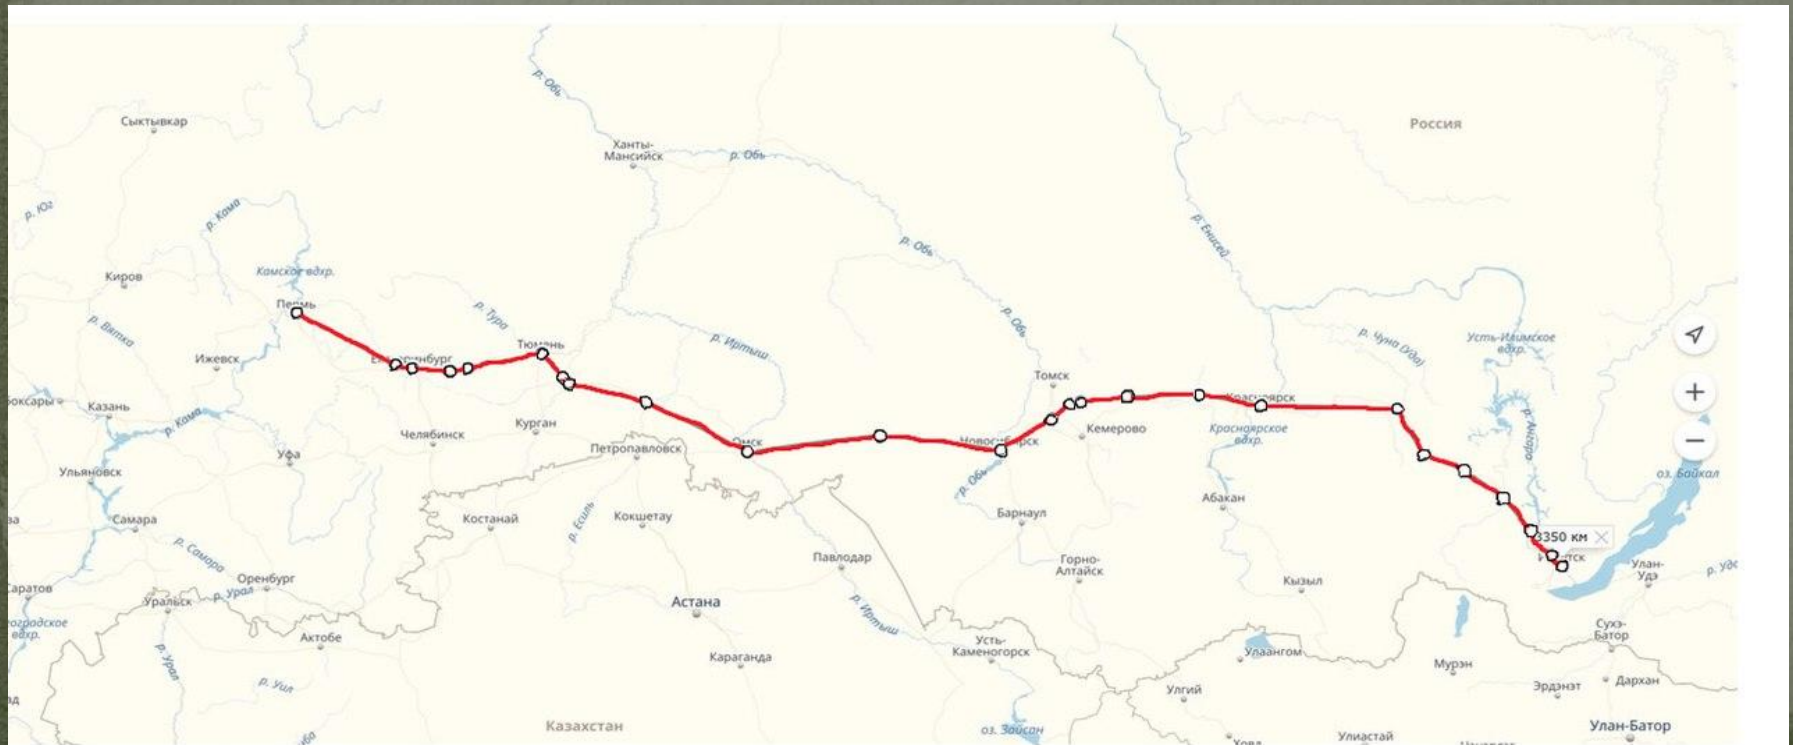 р. Обь
Сыктывкар
Россия
Ханты-
Мансийск
р. Обь
р. Юг
р. Кама
р. Обь
р. Енисей
Камское вдхр.
Киров
Пермь
р. Тура
р. Обь
р. Вятка
р. Иртыш
р. Чуна (Уда)
Усть-Илимское
вдхр.
Ижевск
Тюмень
Томск
Казань
р. Кама
Курган
Челябинск
Кемерово
Красноярское
вдхр.
р. Ангара
Уфа
Петропавловск
Омск
Ульяновск
р. Обь
оз. Байкал
Абакан
Самара
Костанай
р. Есиль
Кокшетау
Барнаул
р. Самара
Павлодар
3350 км
Горно-
Алтайск
Улан-
Удэ
Оренбург
р. Урал
Уральск
Астана
р. Иртыш
Кызыл
Актобе
р. Урал
Караганда
Усть-
Каменогорск
Улаангом
Сухэ-
Батор
Мурэн
р. Уил
Улгий
Эрдэнэт
Дархан
Казахстан
оз. Зайсан
Улиастай
Улан-Батор